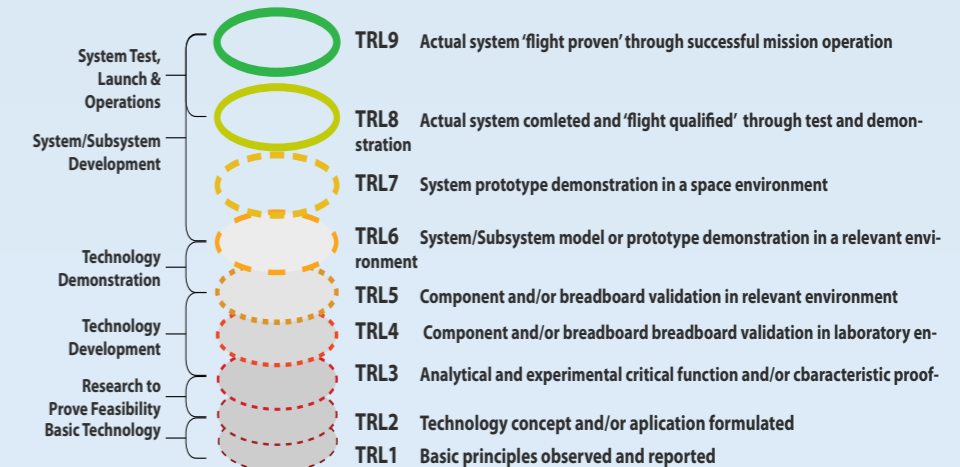 System Test,
Launch &
Operations
System/Subsystem
Development
Technology
Demonstration
Technology
Development
Research to
Prove Feasibility
Basic Technology
TRL9 Actual system ‘flight proven’ through successful mission operation
TRL8 Actual system comleted and ‘flight qualified’ through test and demon-
stration
TRL7 System prototype demonstration in a space environment
TRL6 System/Subsystem model or prototype demonstration in a relevant envi-
ronment
TRL5 Component and/or breadboard validation in relevant environment
TRL4 Component and/or breadboard breadboard validation in laboratory en-
TRL3 Analytical and experimental critical function and/or cbaracteristic proof-
TRL2 Technology concept and/or aplication formulated
TRL1 Basic principles observed and reported